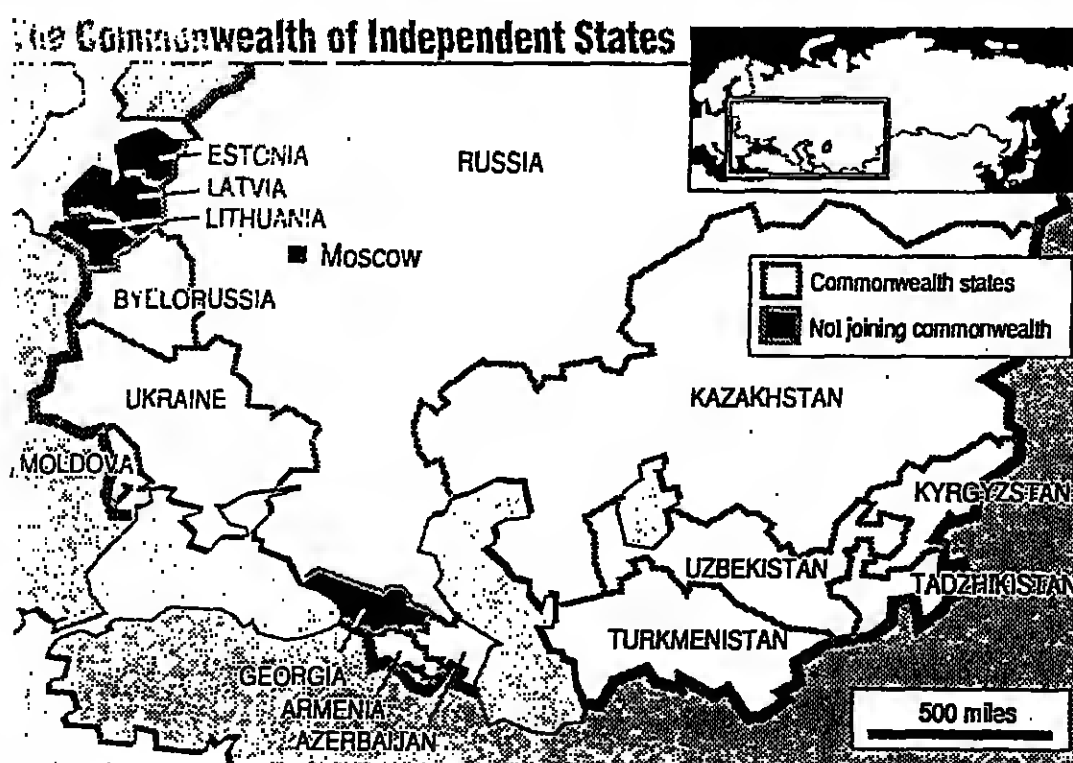 The Commonwealth of Independent States
ESTONIA
RUSSIA
LATVIA
LITHUANIA
Moscow
BYELORUSSIA
Commonwealth states
Not joining commonwealth
UKRAINE
KAZAKHSTAN
MOLDOVA
KYRGYZSTAN
UZBEKISTAN
TADZHIKISTAN
TURKMENISTAN
GEORGIA
ARMENIA
AZERBAIJAN
500 miles